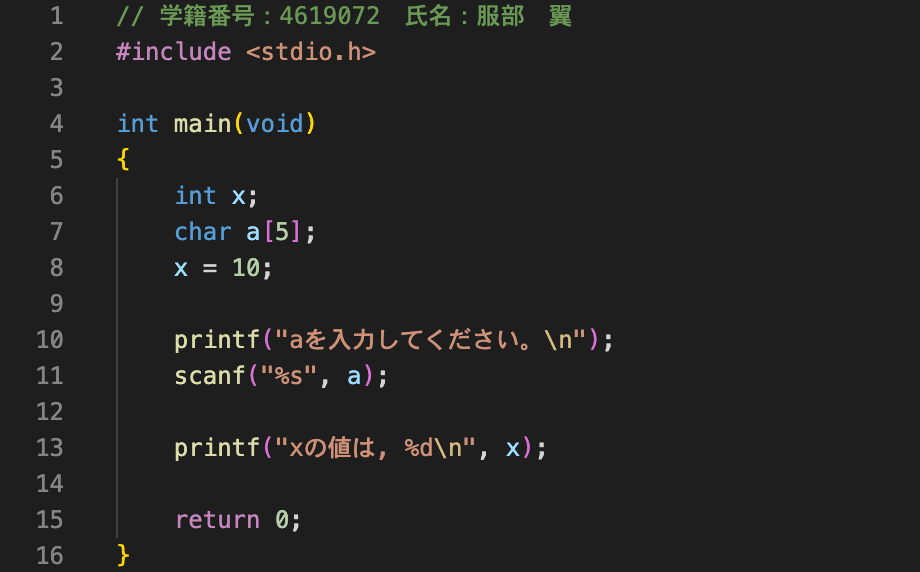 1 // 学籍番号：4619072　氏名：服部　翼
2 #include <stdio.h>
3
4 int main(void)
5 {
6     int x;
7     char a[5];
8     x = 10;
9
10     printf("aを入力してください。\n");
11     scanf("%s", a);
12
13     printf("xの値は, %d\n", x);
14
15     return 0;
16 }